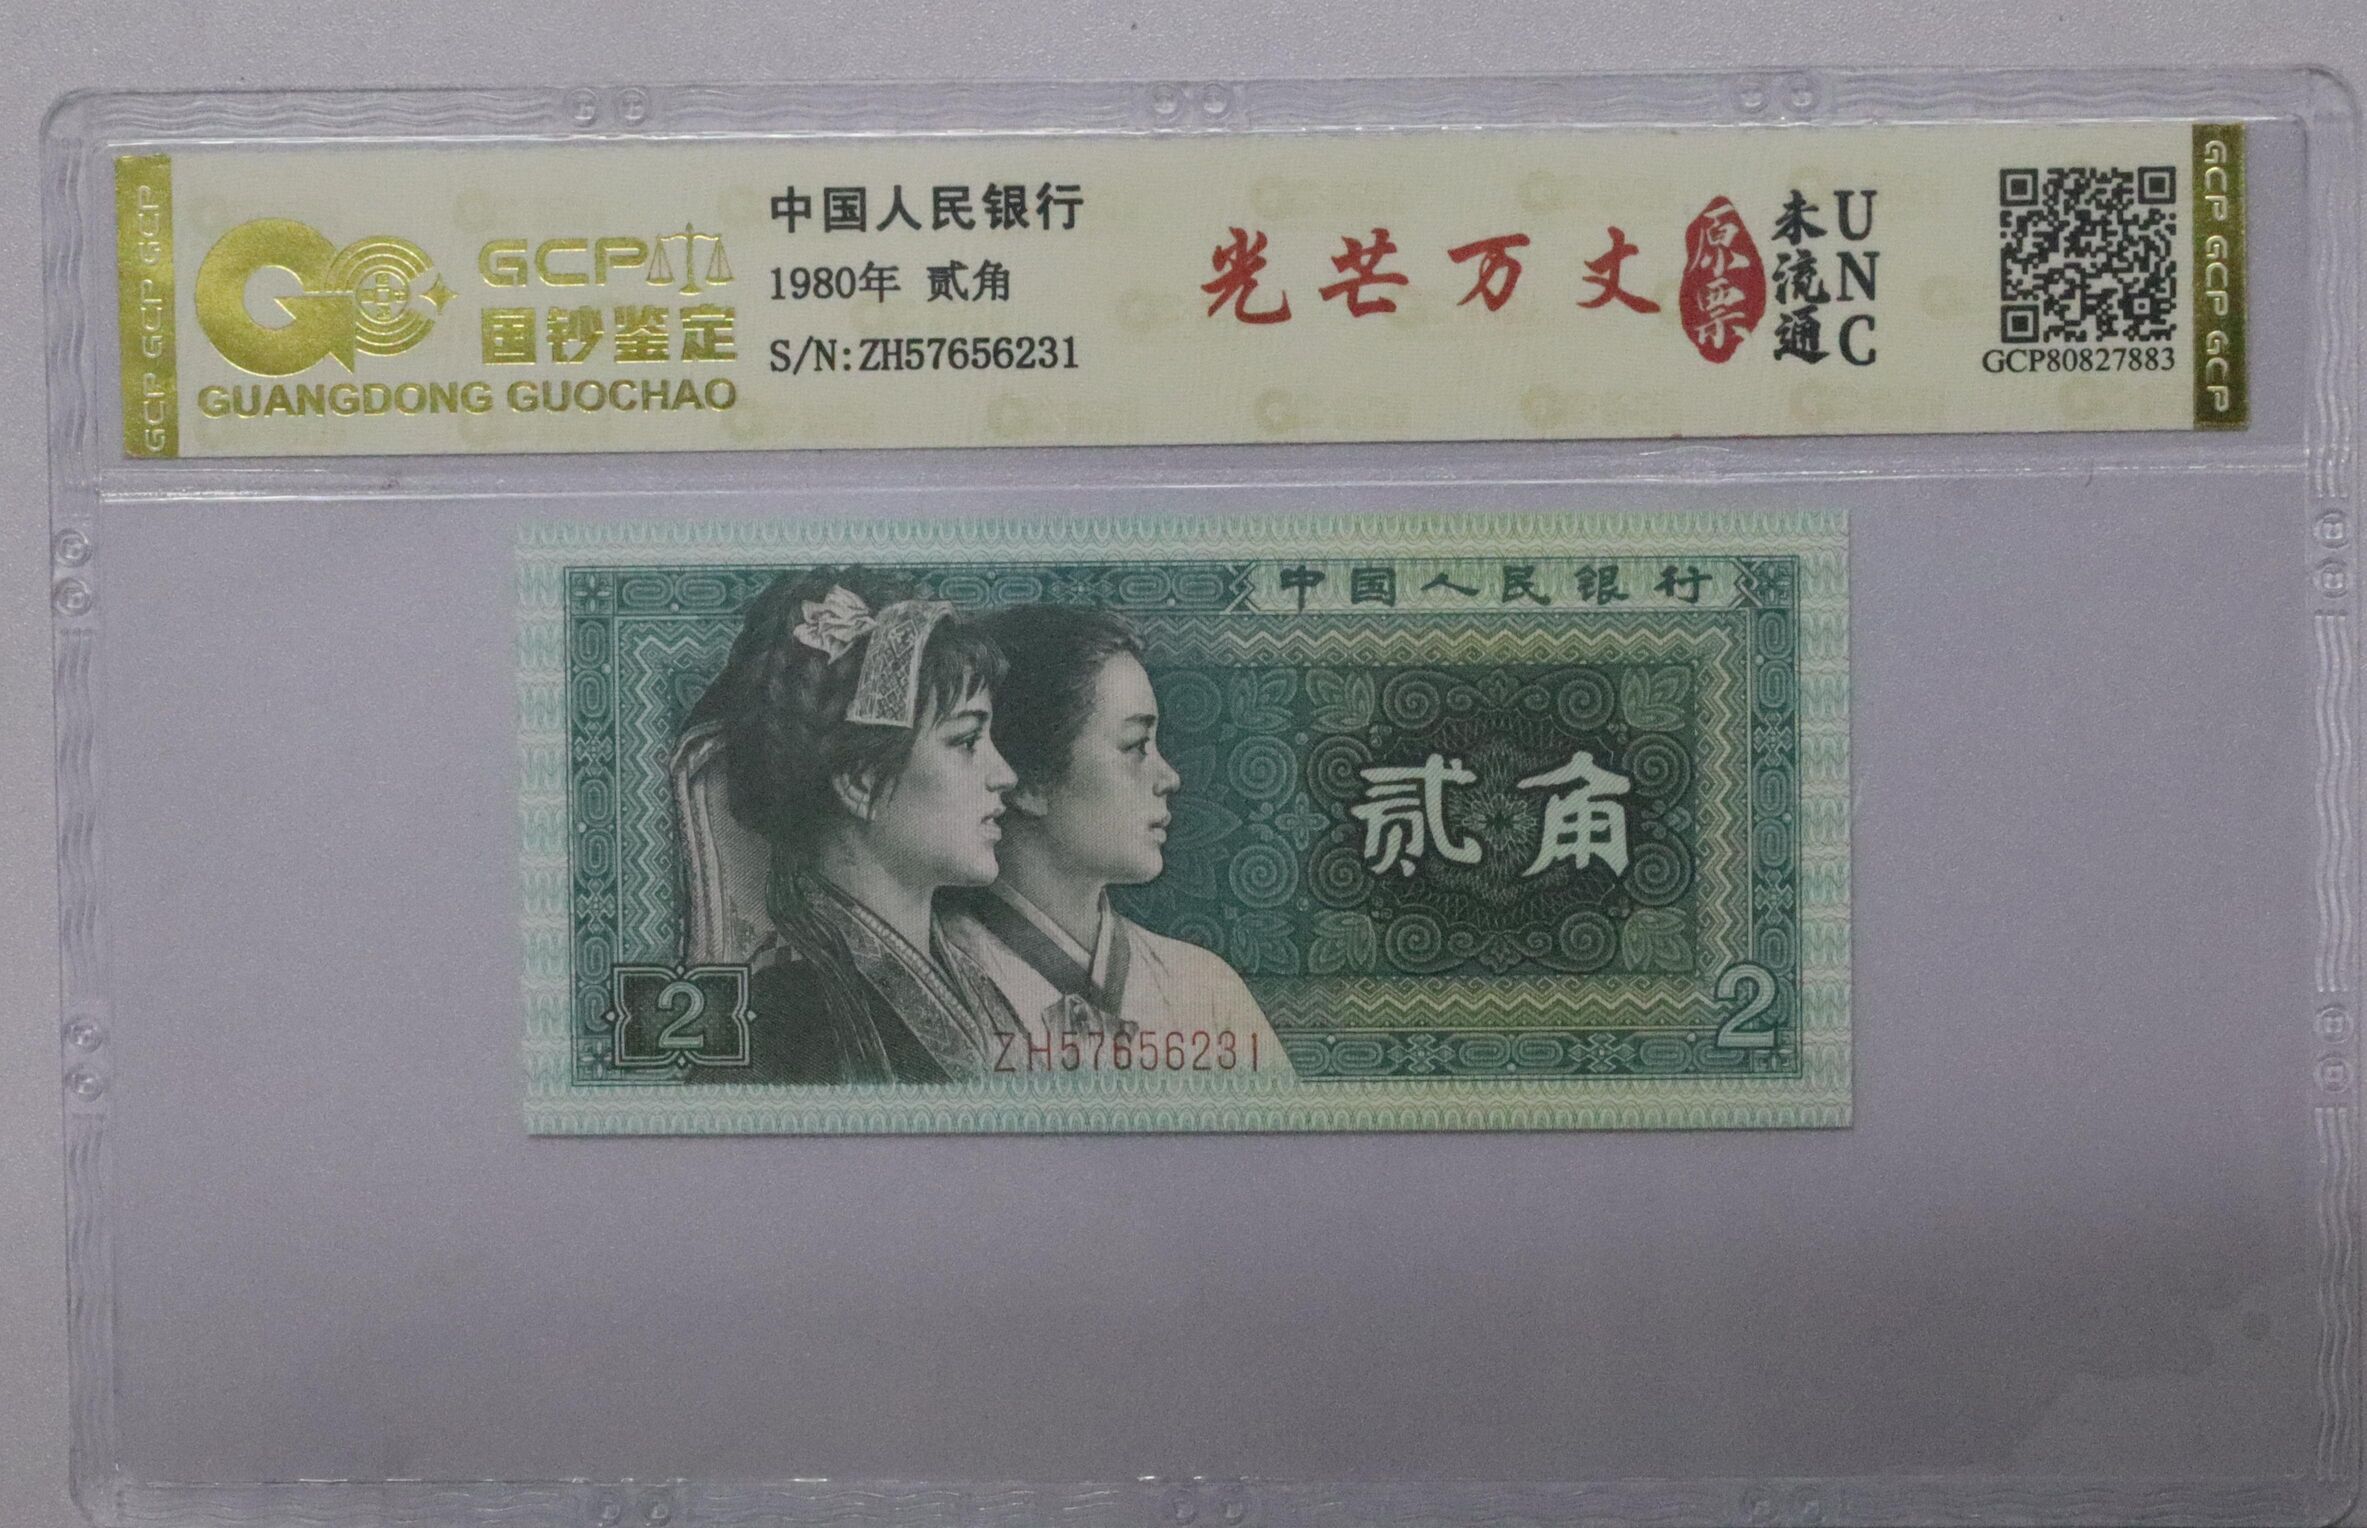 GCP GCP GCP
GCP
国钞鉴定
GUANGDONG GUOCHAO
中国人民银行
1980年 贰角
S/N:ZH57656231
光芒万丈
原票
未流通
UNC
GCP80827883
GCP GCP GCP
中国人民银行
贰角
2
ZH57656231
2